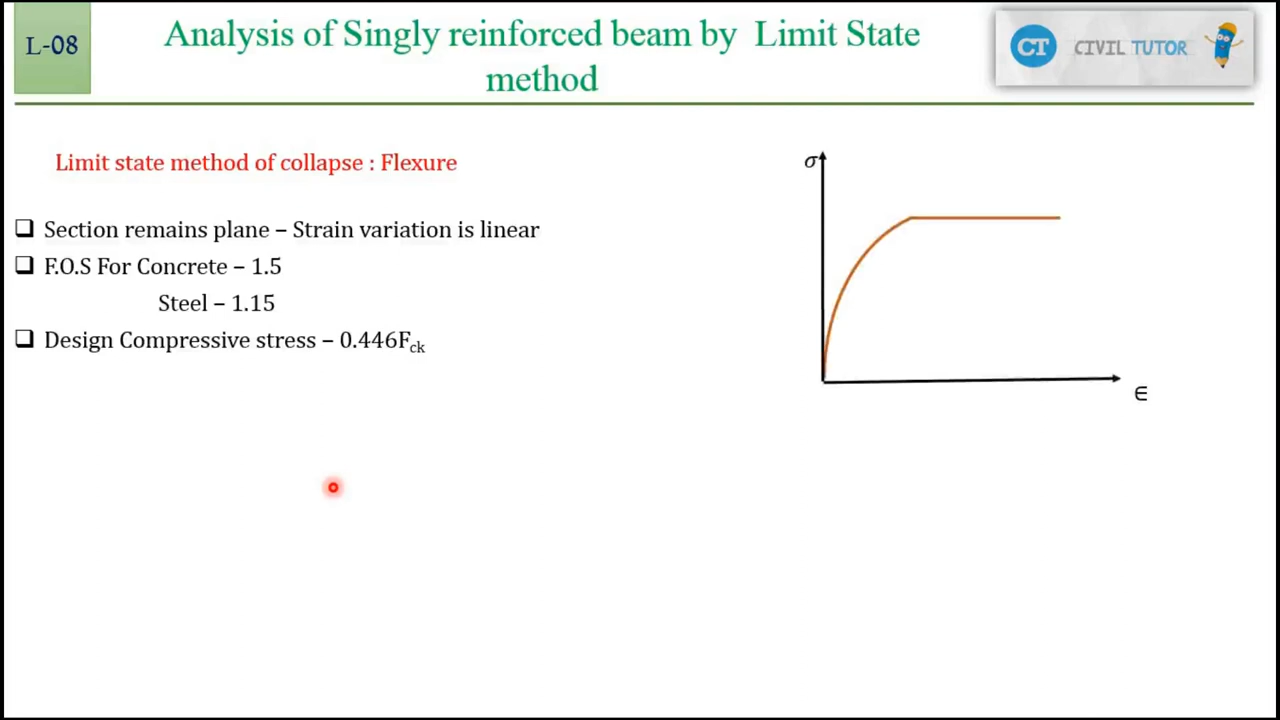 L-08
Analysis of Singly reinforced beam by Limit State
method
CT CIVIL TUTOR
Limit state method of collapse : Flexure
❑ Section remains plane – Strain variation is linear
❑ F.O.S For Concrete – 1.5
Steel – 1.15
❑ Design Compressive stress – 0.446Fck
σ
∈